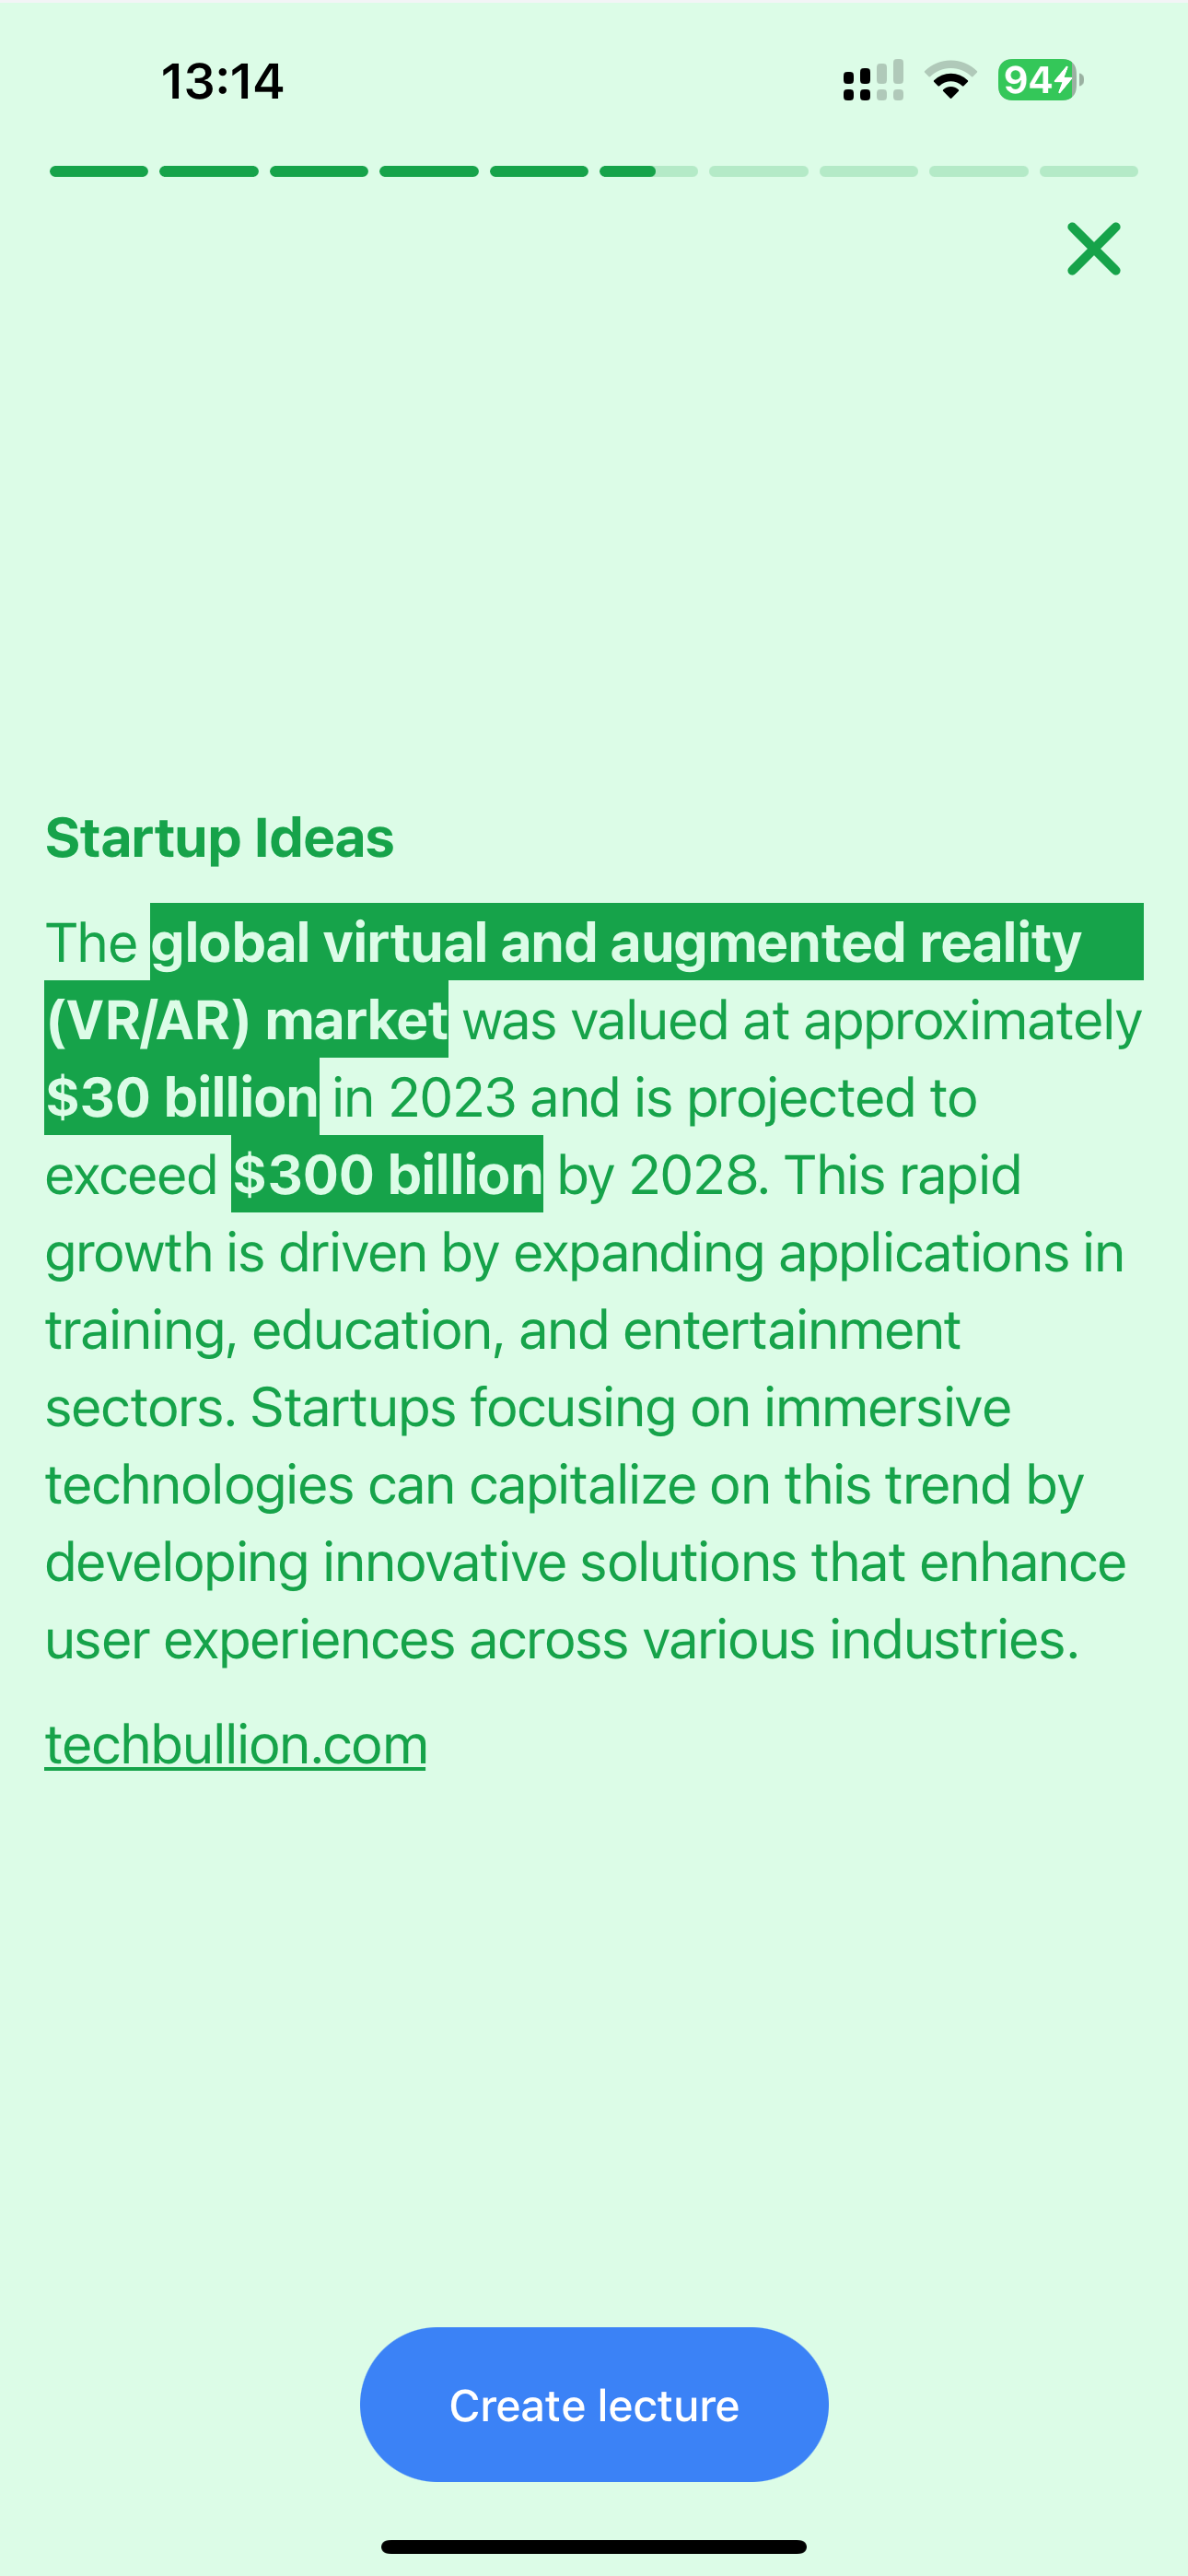 13:14
94
Startup Ideas
The global virtual and augmented reality
(VR/AR) market was valued at approximately
$30 billion in 2023 and is projected to
exceed $300 billion by 2028. This rapid
growth is driven by expanding applications in
training, education, and entertainment
sectors. Startups focusing on immersive
technologies can capitalize on this trend by
developing innovative solutions that enhance
user experiences across various industries.
techbullion.com
Create lecture